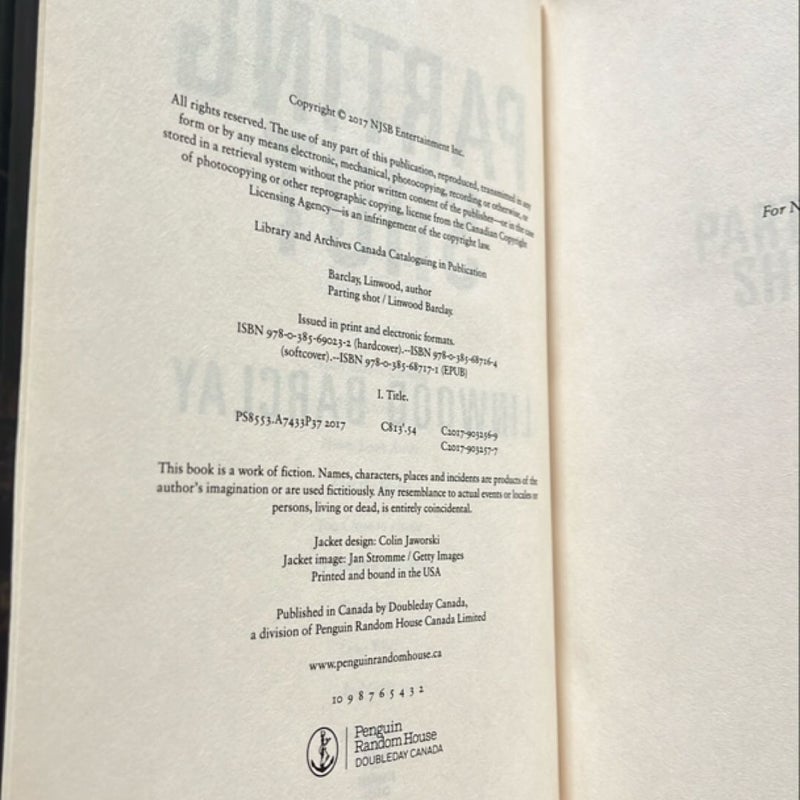 Copyright © 2017 NJSB Entertainment Inc.
All rights reserved. The use of any part of this publication, reproduced, transmitted in any
form or by any means electronic, mechanical, photocopying, recording or otherwise, or
stored in a retrieval system without the prior written consent of the publisher—or in the case
of photocopying or other reprographic copying, license from the Canadian Copyright
Licensing Agency—is an infringement of the copyright law.
Library and Archives Canada Cataloguing in Publication
Barclay, Linwood, author
Parting shot / Linwood Barclay.
Issued in print and electronic formats.
ISBN 978-0-385-69023-2 (hardcover).--ISBN 978-0-385-68716-4
(softcover).--ISBN 978-0-385-68717-1 (EPUB)
I. Title.
PS8553.A7433P37 2017 C813'.54 C2017-903256-9
C2017-903257-7
This book is a work of fiction. Names, characters, places and incidents are products of the
author's imagination or are used fictitiously. Any resemblance to actual events or locales or
persons, living or dead, is entirely coincidental.
Jacket design: Colin Jaworski
Jacket image: Jan Stromme / Getty Images
Printed and bound in the USA
Published in Canada by Doubleday Canada,
a division of Penguin Random House Canada Limited
www.penguinrandomhouse.ca
10 9 8 7 6 5 4 3 2
Penguin
Random House
DOUBLEDAY CANADA
For N